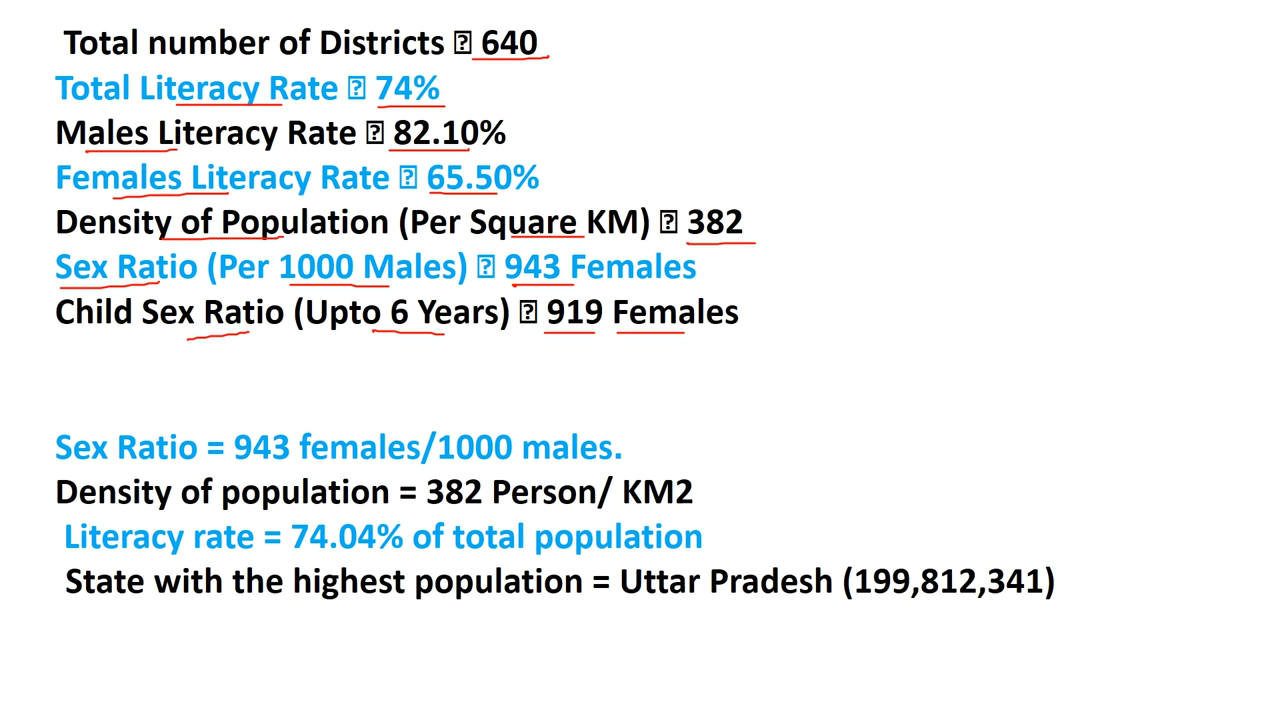 Total number of Districts 🔄 640
Total Literacy Rate 🔄 74%
Males Literacy Rate 🔄 82.10%
Females Literacy Rate 🔄 65.50%
Density of Population (Per Square KM) 🔄 382
Sex Ratio (Per 1000 Males) 🔄 943 Females
Child Sex Ratio (Upto 6 Years) 🔄 919 Females
Sex Ratio = 943 females/1000 males.
Density of population = 382 Person/ KM2
Literacy rate = 74.04% of total population
State with the highest population = Uttar Pradesh (199,812,341)